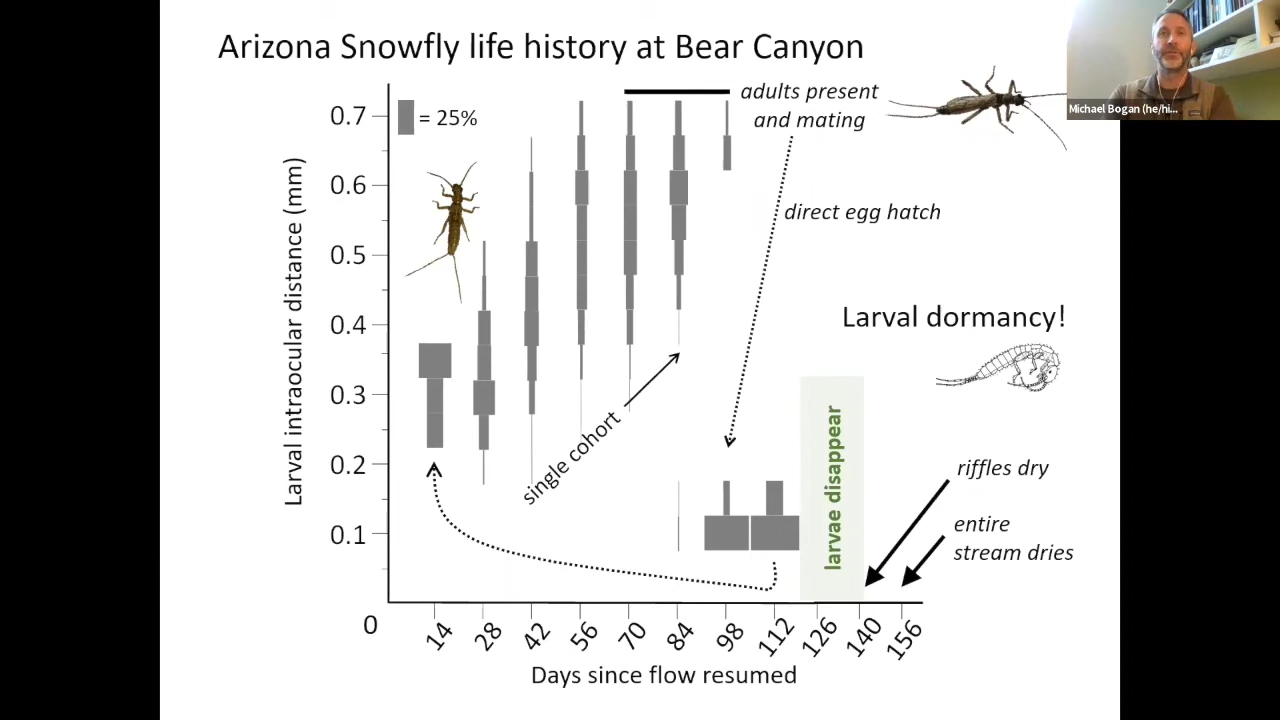 Arizona Snowfly life history at Bear Canyon
Michael Bogan (he/hi...
= 25%
adults present
and mating
direct egg hatch
Larval dormancy!
single cohort
larvae disappear
riffles dry
entire
stream dries
Larval intraocular distance (mm)
0.7
0.6
0.5
0.4
0.3
0.2
0.1
0
14
28
42
56
70
84
98
112
126
140
156
Days since flow resumed